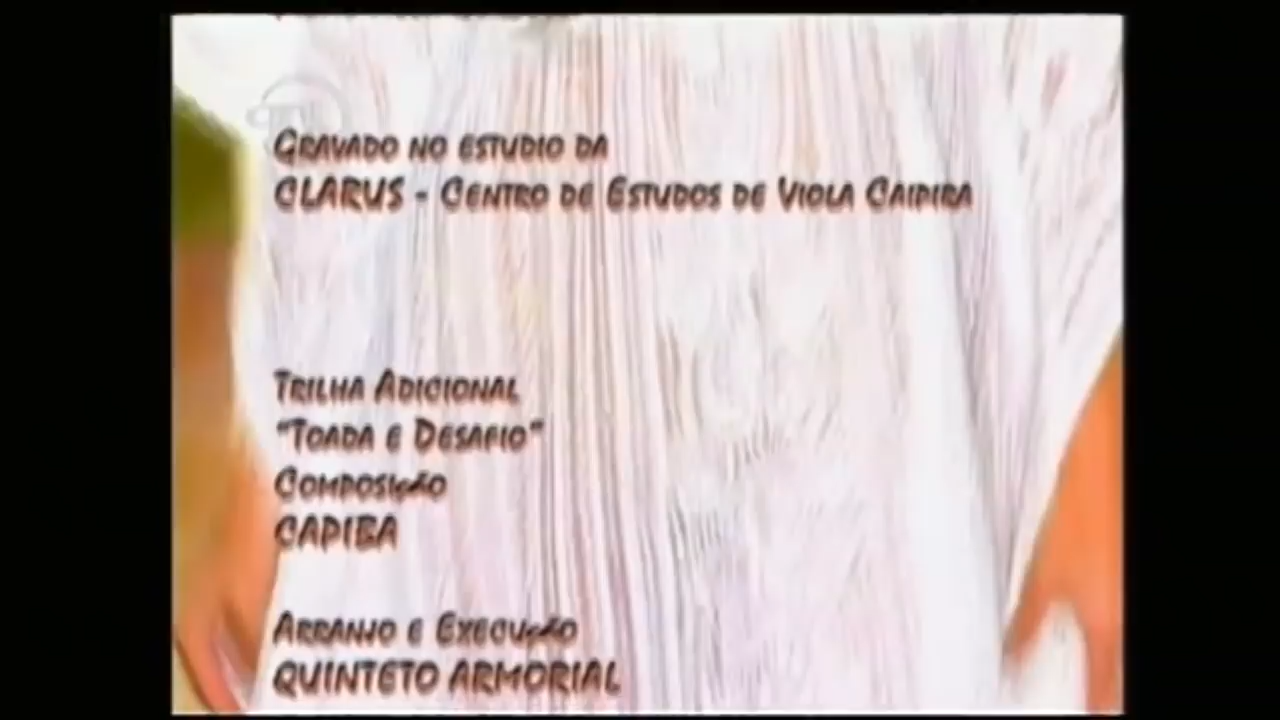 GRAVADO NO ESTUDIO DA
CLARUS - CENTRO DE ESTUDOS DE VIOLA CAIPIRA
TRILHA ADICIONAL
"TOADA E DESAFIO"
COMPOSIÇÃO
CAPIBA
ARRANJO E EXECUÇÃO
QUINTETO ARMORIAL